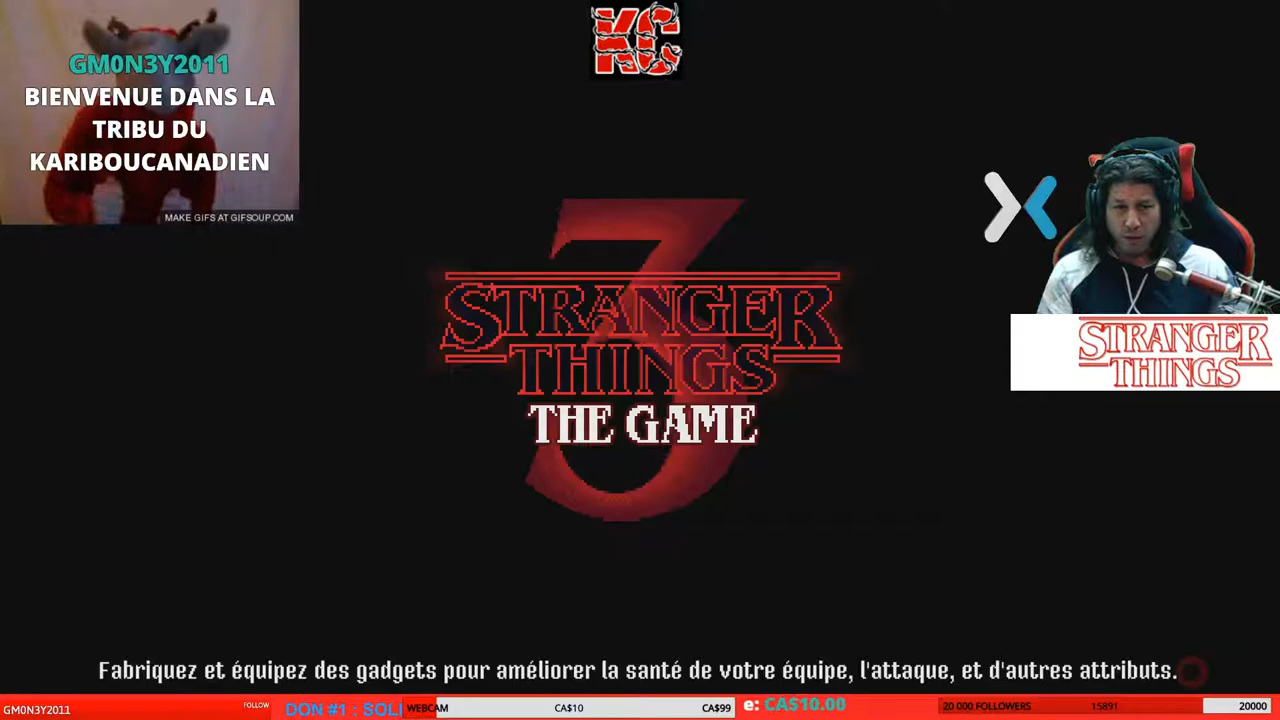 GM0N3Y2011
BIENVENUE DANS LA
TRIBU DU
KARIBOUCANADIEN
MAKE GIFS AT GIFSOUP.COM
KC
3
STRANGER
THINGS
THE GAME
STRANGER
THINGS
Fabriquez et équipez des gadgets pour améliorer la santé de votre équipe, l'attaque, et d'autres attributs.
GM0N3Y2011 FOLLOW DON #1 : SOLI WEBCAM CA$10 CA$99 e: CA$10.00 20 000 FOLLOWERS 15891 20000